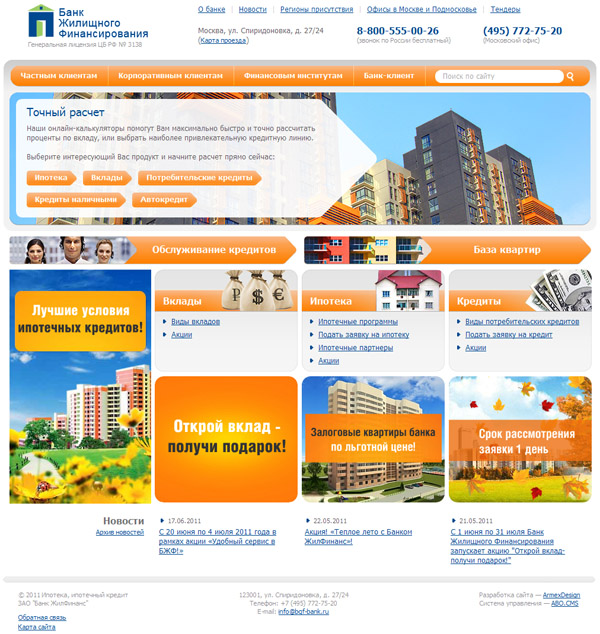 Банк
Жилищного
Финансирования
Генеральная лицензия ЦБ РФ № 3138
О банке
Новости
Регионы присутствия
Офисы в Москве и Подмосковье
Тендеры
Москва, ул. Спиридоновка, д. 27/24
(Карта проезда)
8-800-555-00-26
(звонок по России бесплатный)
(495) 772-75-20
(Московский офис)
Частным клиентам
Корпоративным клиентам
Финансовым институтам
Банк-клиент
Поиск по сайту
Точный расчет
Наши онлайн-калькуляторы помогут Вам максимально быстро и точно рассчитать
проценты по вкладу, или выбрать наиболее привлекательную кредитную линию.
Выберите интересующий Вас продукт и начните расчет прямо сейчас:
Ипотека
Вклады
Потребительские кредиты
Кредиты наличными
Автокредит
Обслуживание кредитов
База квартир
Лучшие условия
ипотечных кредитов!
Вклады
₽ $ €
Виды вкладов
Акции
Ипотека
Ипотечные программы
Подать заявку на ипотеку
Ипотечные партнеры
Акции
Кредиты
Виды потребительских кредитов
Подать заявку на кредит
Акции
Открой вклад -
получи подарок!
Залоговые квартиры банка
по льготной цене!
Срок рассмотрения
заявки 1 день
Новости
Архив новостей
17.06.2011
С 20 июня по 4 июля 2011 года в
рамках акции «Удобный сервис в
БЖФ!»
22.05.2011
Акция! «Теплое лето с Банком
ЖилФинанс»!
21.05.2011
С 1 июня по 31 июля Банк
Жилищного Финансирования
запускает акцию "Открой вклад-
получи подарок!"
© 2011 Ипотека, ипотечный кредит
ЗАО "Банк ЖилФинанс"
Обратная связь
Карта сайта
123001, ул. Спиридоновка, д. 27/24
Телефон: +7 (495) 772-75-20
E-mail: info@bgf-bank.ru
Разработка сайта — ArmexDesign
Система управления — ABO.CMS